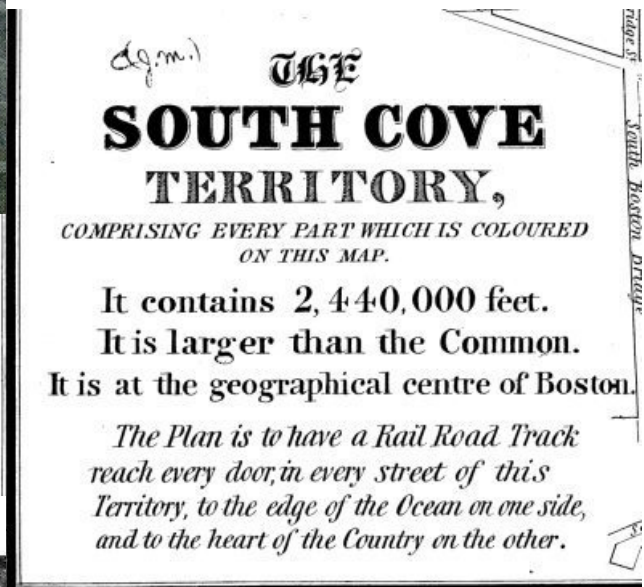 (J.g.m.)
THE
SOUTH COVE
TERRITORY,
COMPRISING EVERY PART WHICH IS COLOURED
ON THIS MAP.
It contains 2,440,000 feet.
It is larger than the Common.
It is at the geographical centre of Boston.
The Plan is to have a Rail Road Track
reach every door, in every street of this
Territory, to the edge of the Ocean on one side,
and to the heart of the Country on the other.
South Boston Bridge